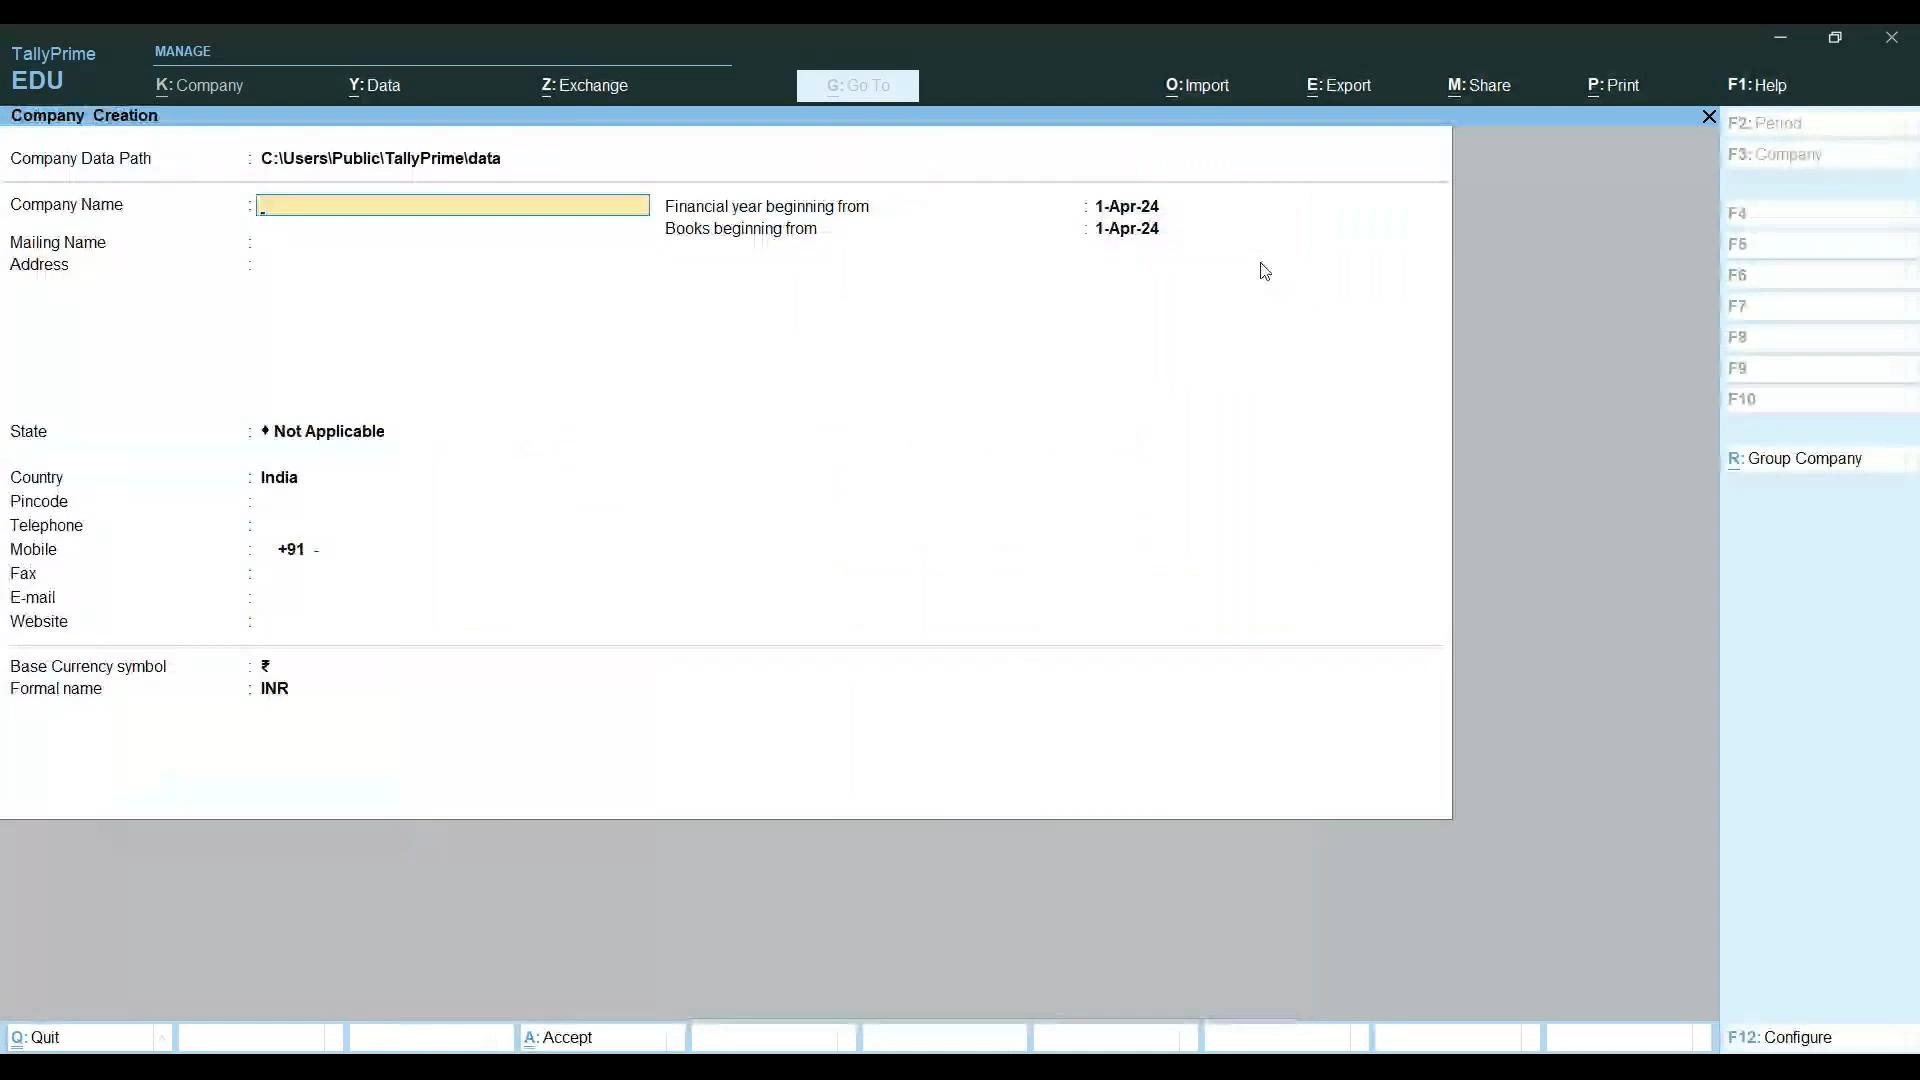 TallyPrime
EDU
MANAGE
K: Company
Y: Data
Z: Exchange
G: Go To
O: Import
E: Export
M: Share
P: Print
F1: Help
Company Creation
Company Data Path : C:\Users\Public\TallyPrime\data
Company Name :
Financial year beginning from : 1-Apr-24
Books beginning from : 1-Apr-24
Mailing Name :
Address :
State : ♦ Not Applicable
Country : India
Pincode :
Telephone :
Mobile : +91 -
Fax :
E-mail :
Website :
Base Currency symbol : ₹
Formal name : INR
F2: Period
F3: Company
F4
F5
F6
F7
F8
F9
F10
R: Group Company
Q: Quit
A: Accept
F12: Configure